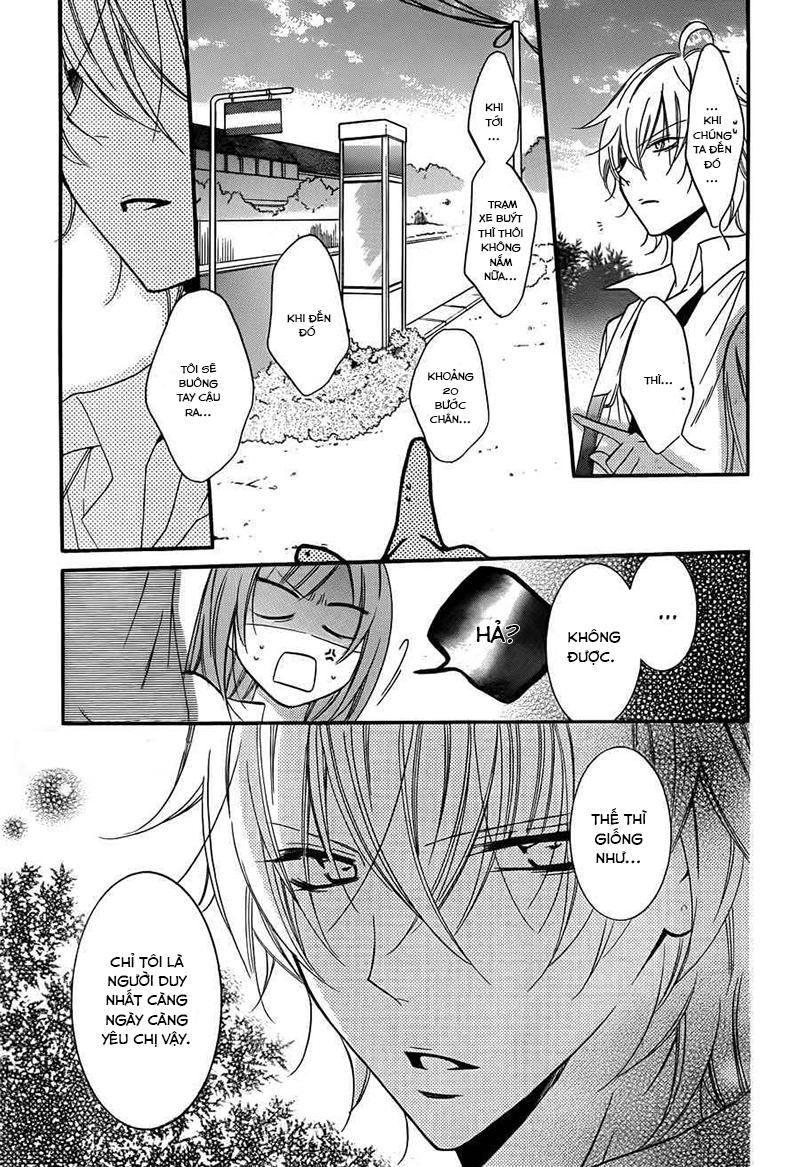 ...
KHI
CHÚNG
TA ĐẾN
ĐÓ
...
THÌ...
KHI
TỚI
...
TRẠM
XE BUÝT
THÌ THÔI
KHÔNG
NẮM
NỮA...
KHOẢNG
20
BƯỚC
CHÂN...
KHI ĐẾN
ĐÓ
TÔI SẼ
BUÔNG
TAY CẬU
RA...
...
KHÔNG
ĐƯỢC.
HẢ?
THẾ THÌ
GIỐNG
NHƯ...
CHỈ TÔI LÀ
NGƯỜI DUY
NHẤT CÀNG
NGÀY CÀNG
YÊU CHỊ VẬY.